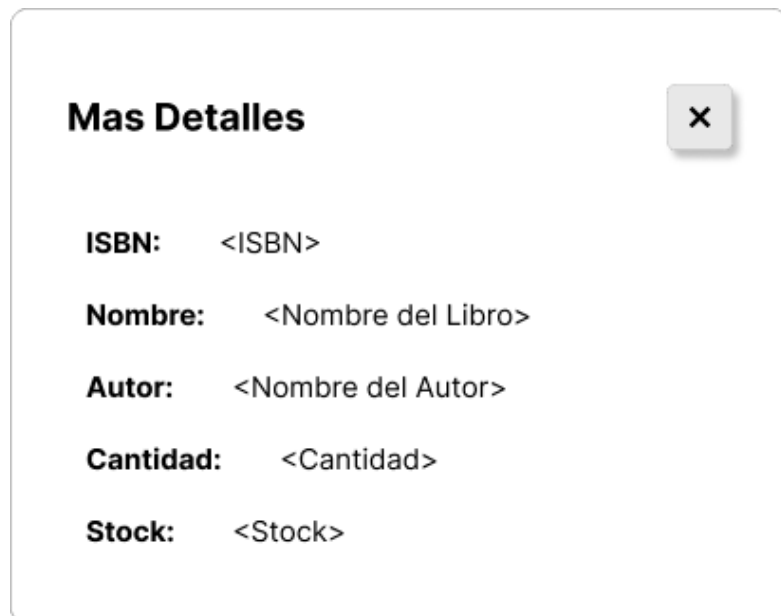 Mas Detalles
✕
ISBN: <ISBN>
Nombre: <Nombre del Libro>
Autor: <Nombre del Autor>
Cantidad: <Cantidad>
Stock: <Stock>